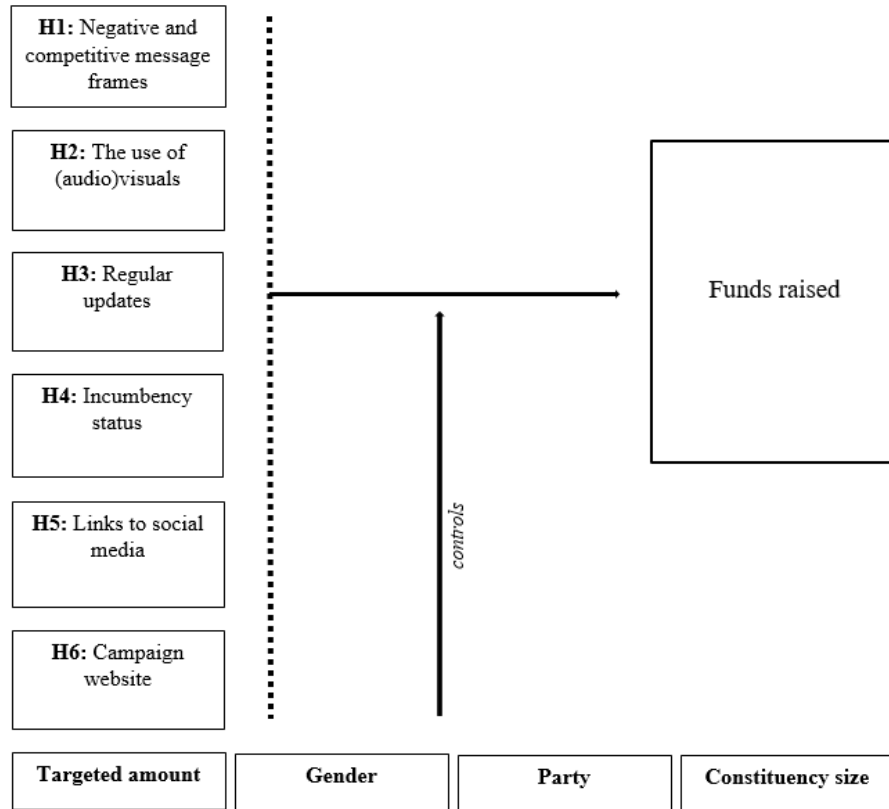 H1: Negative and
competitive message
frames
H2: The use of
(audio)visuals
H3: Regular
updates
Funds raised
H4: Incumbency
status
H5: Links to social
media
controls
H6: Campaign
website
Targeted amount
Gender
Party
Constituency size